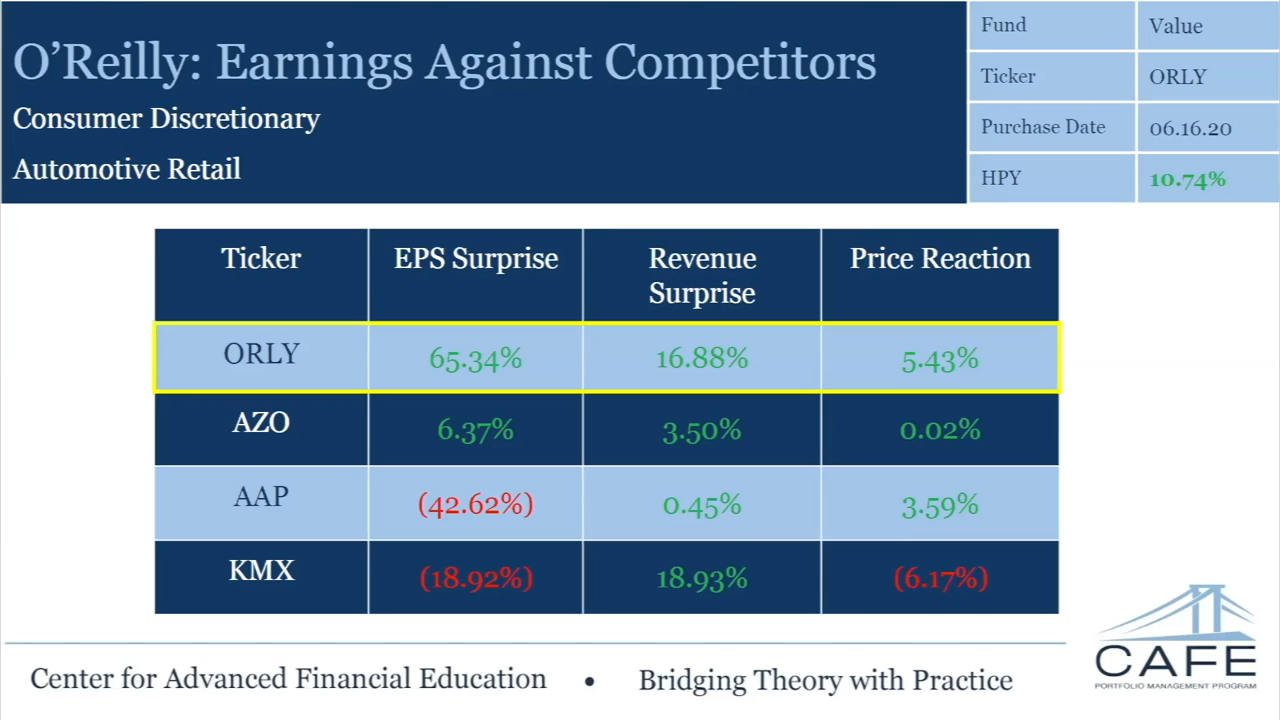 O'Reilly: Earnings Against Competitors
Consumer Discretionary
Automotive Retail
Fund Value
Ticker ORLY
Purchase Date 06.16.20
HPY 10.74%
Ticker EPS Surprise Revenue Surprise Price Reaction
ORLY 65.34% 16.88% 5.43%
AZO 6.37% 3.50% 0.02%
AAP (42.62%) 0.45% 3.59%
KMX (18.92%) 18.93% (6.17%)
Center for Advanced Financial Education • Bridging Theory with Practice
CAFE
PORTFOLIO MANAGEMENT PROGRAM